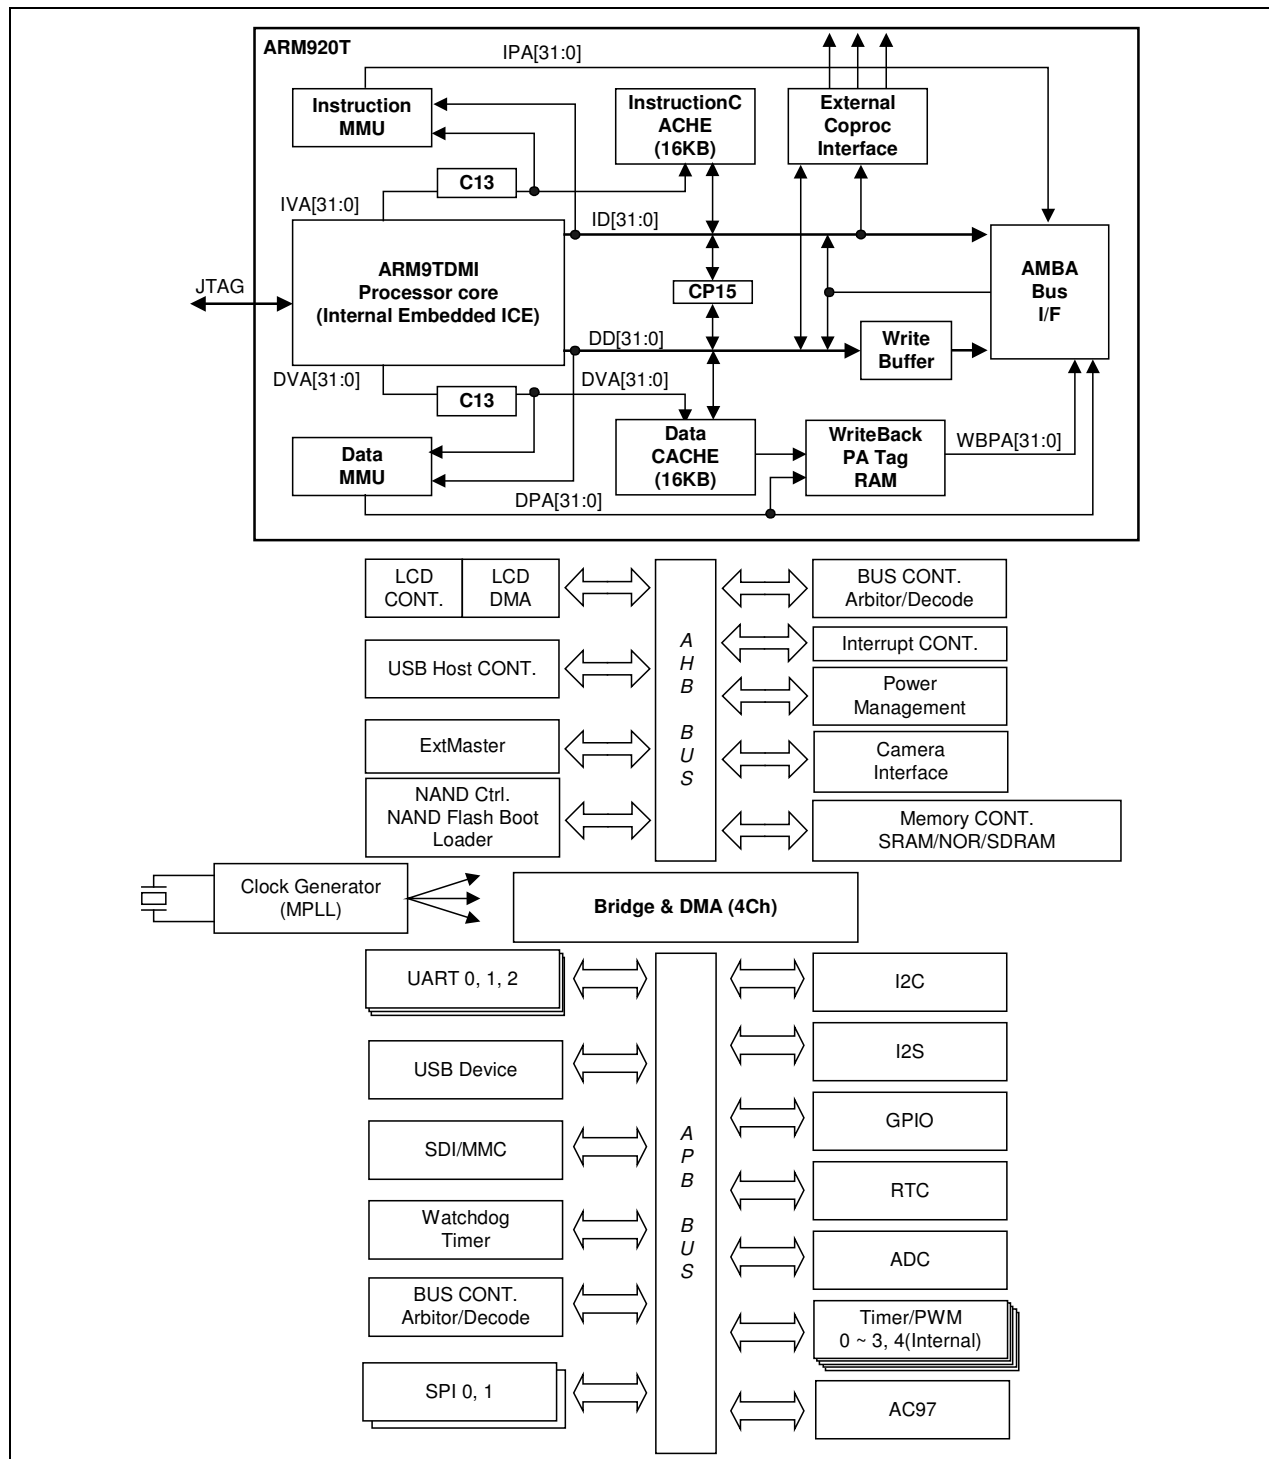 ARM920T
IPA[31:0]
Instruction
MMU
InstructionC
ACHE
(16KB)
External
Coproc
Interface
C13
IVA[31:0]
ID[31:0]
ARM9TDMI
Processor core
(Internal Embedded ICE)
JTAG
CP15
AMBA
Bus
I/F
DD[31:0]
Write
Buffer
DVA[31:0]
C13
DVA[31:0]
Data
MMU
Data
CACHE
(16KB)
WriteBack
PA Tag
RAM
WBPA[31:0]
DPA[31:0]
LCD
CONT.
LCD
DMA
USB Host CONT.
ExtMaster
NAND Ctrl.
NAND Flash Boot
Loader
A
H
B
B
U
S
BUS CONT.
Arbitor/Decode
Interrupt CONT.
Power
Management
Camera
Interface
Memory CONT.
SRAM/NOR/SDRAM
Clock Generator
(MPLL)
Bridge & DMA (4Ch)
UART 0, 1, 2
USB Device
SDI/MMC
Watchdog
Timer
BUS CONT.
Arbitor/Decode
SPI 0, 1
A
P
B
B
U
S
I2C
I2S
GPIO
RTC
ADC
Timer/PWM
0 ~ 3, 4(Internal)
AC97